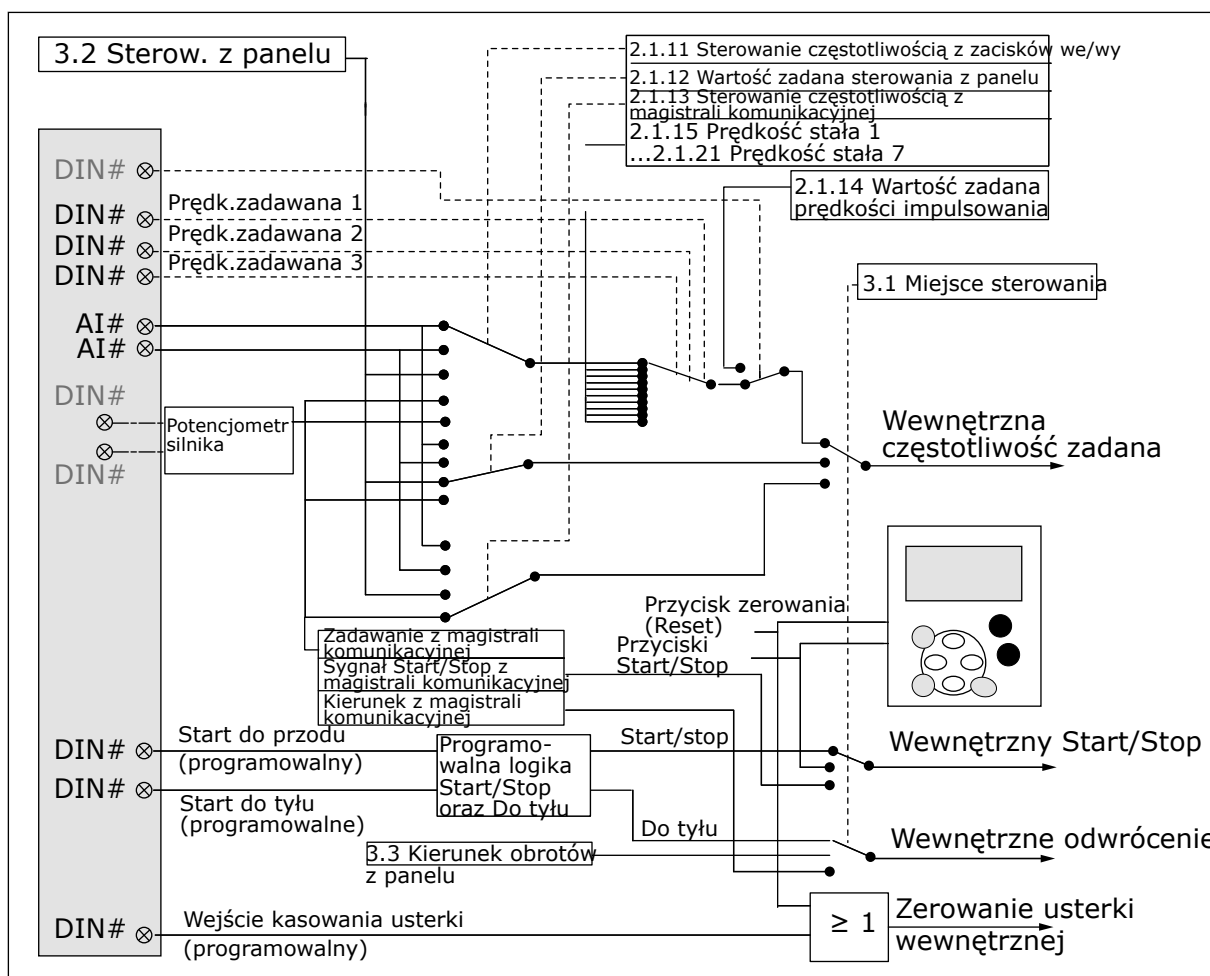 3.2 Sterow. z panelu
2.1.11 Sterowanie częstotliwością z zacisków we/wy
2.1.12 Wartość zadana sterowania z panelu
2.1.13 Sterowanie częstotliwością z
magistrali komunikacyjnej
2.1.15 Prędkość stała 1
...2.1.21 Prędkość stała 7
2.1.14 Wartość zadana
prędkości impulsowania
3.1 Miejsce sterowania
DIN#
DIN#
Prędk.zadawana 1
DIN#
Prędk.zadawana 2
DIN#
Prędk.zadawana 3
AI#
AI#
DIN#
Potencjometr
silnika
DIN#
Wewnętrzna
częstotliwość zadana
Przycisk zerowania
(Reset)
Przyciski
Start/Stop
Zadawanie z magistrali
komunikacyjnej
Sygnał Start/Stop z
magistrali komunikacyjnej
Kierunek z magistrali
komunikacyjnej
DIN#
Start do przodu
(programowalny)
DIN#
Start do tyłu
(programowalne)
Programo-
walna logika
Start/Stop
oraz Do tyłu
Start/stop
Wewnętrzny Start/Stop
Do tyłu
3.3 Kierunek obrotów
z panelu
Wewnętrzne odwrócenie
DIN#
Wejście kasowania usterki
(programowalny)
≥ 1
Zerowanie usterki
wewnętrznej